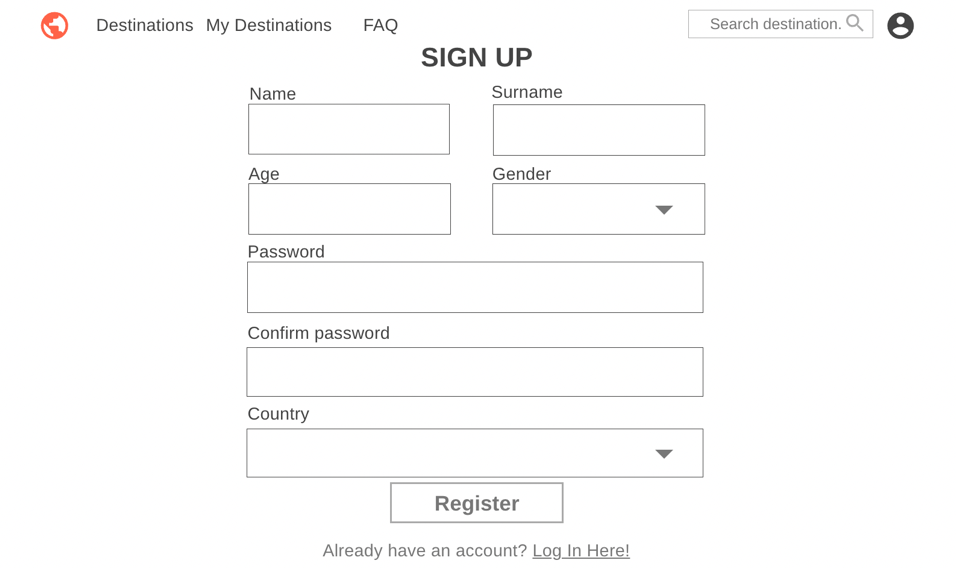 Destinations My Destinations FAQ Search destination.
SIGN UP
Name Surname
Age Gender
Password
Confirm password
Country
Register
Already have an account? Log In Here!